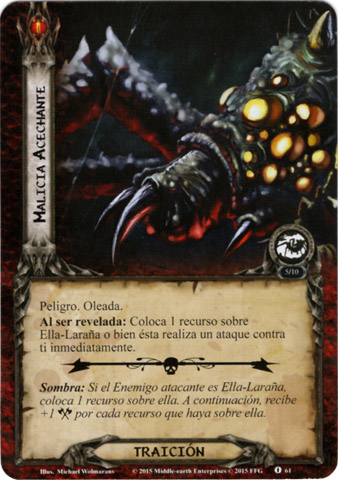 MALICIA ACECHANTE
5/10
Peligro. Oleada.
Al ser revelada: Coloca 1 recurso sobre
Ella-Laraña o bien ésta realiza un ataque contra
ti inmediatamente.
Sombra: Si el Enemigo atacante es Ella-Laraña,
coloca 1 recurso sobre ella. A continuación, recibe
+1 por cada recurso que haya sobre ella.
TRAICIÓN
Illus. Michael Wolmarans © 2015 Middle-earth Enterprises © 2015 FFG 61